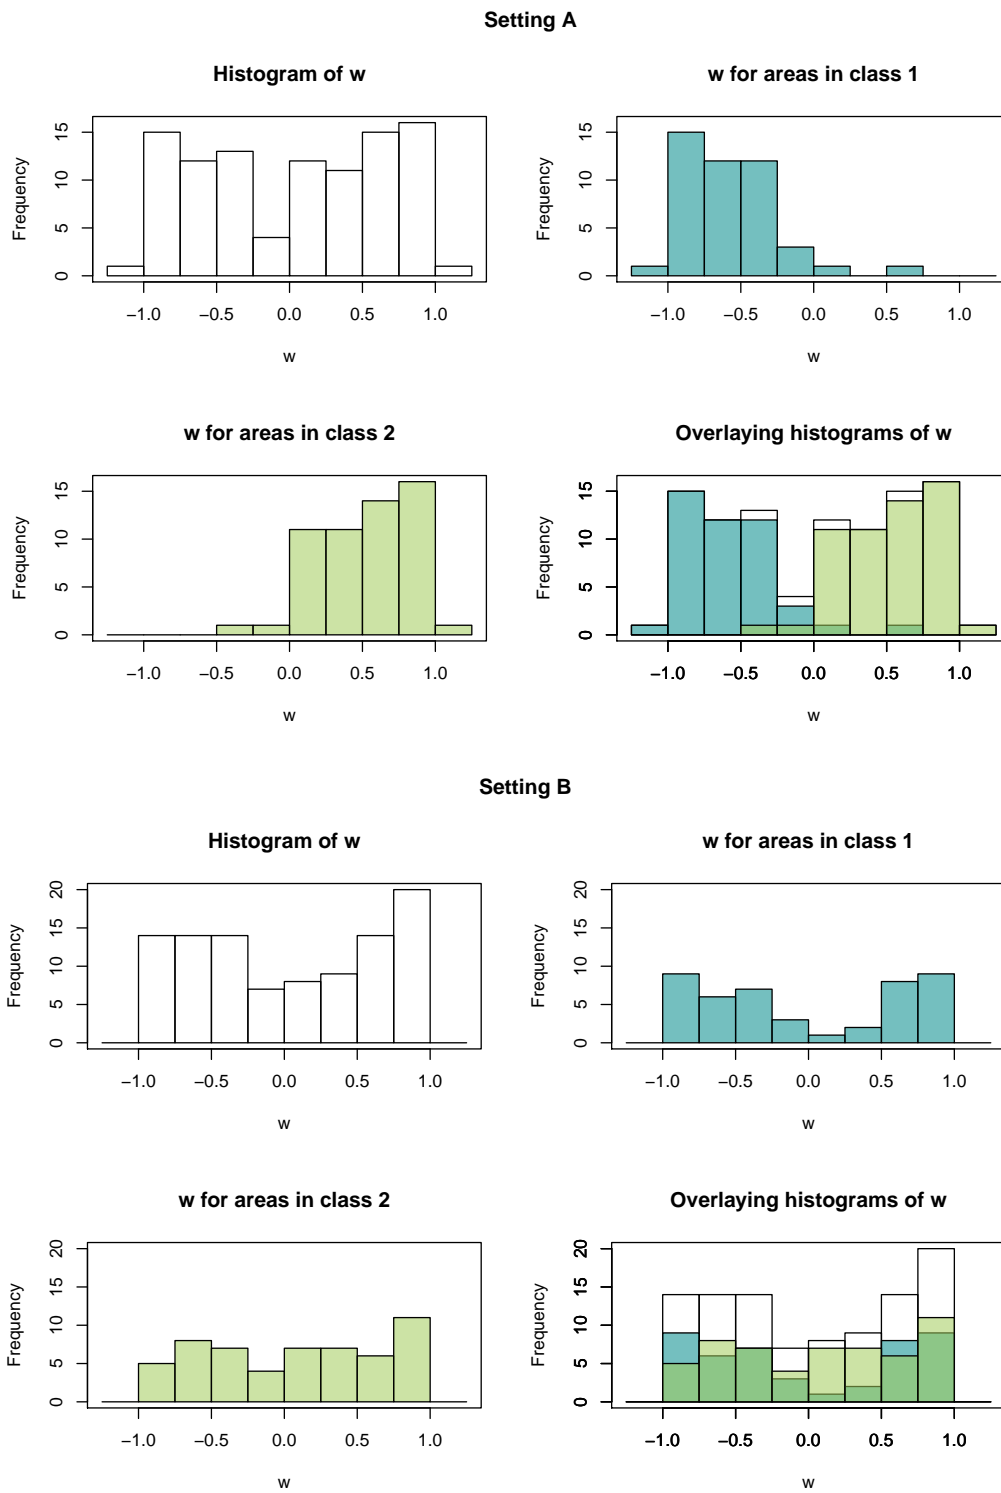 Setting A
Histogram of w
w for areas in class 1
Frequency
0 5 10 15
−1.0 −0.5 0.0 0.5 1.0
w
Frequency
0 5 10 15
−1.0 −0.5 0.0 0.5 1.0
w
w for areas in class 2
Overlaying histograms of w
Frequency
0 5 10 15
−1.0 −0.5 0.0 0.5 1.0
w
Frequency
0 5 10 15
−1.0 −0.5 0.0 0.5 1.0
w
Setting B
Histogram of w
w for areas in class 1
Frequency
0 5 10 15 20
−1.0 −0.5 0.0 0.5 1.0
w
Frequency
0 5 10 15 20
−1.0 −0.5 0.0 0.5 1.0
w
w for areas in class 2
Overlaying histograms of w
Frequency
0 5 10 15 20
−1.0 −0.5 0.0 0.5 1.0
w
Frequency
0 5 10 15 20
−1.0 −0.5 0.0 0.5 1.0
w